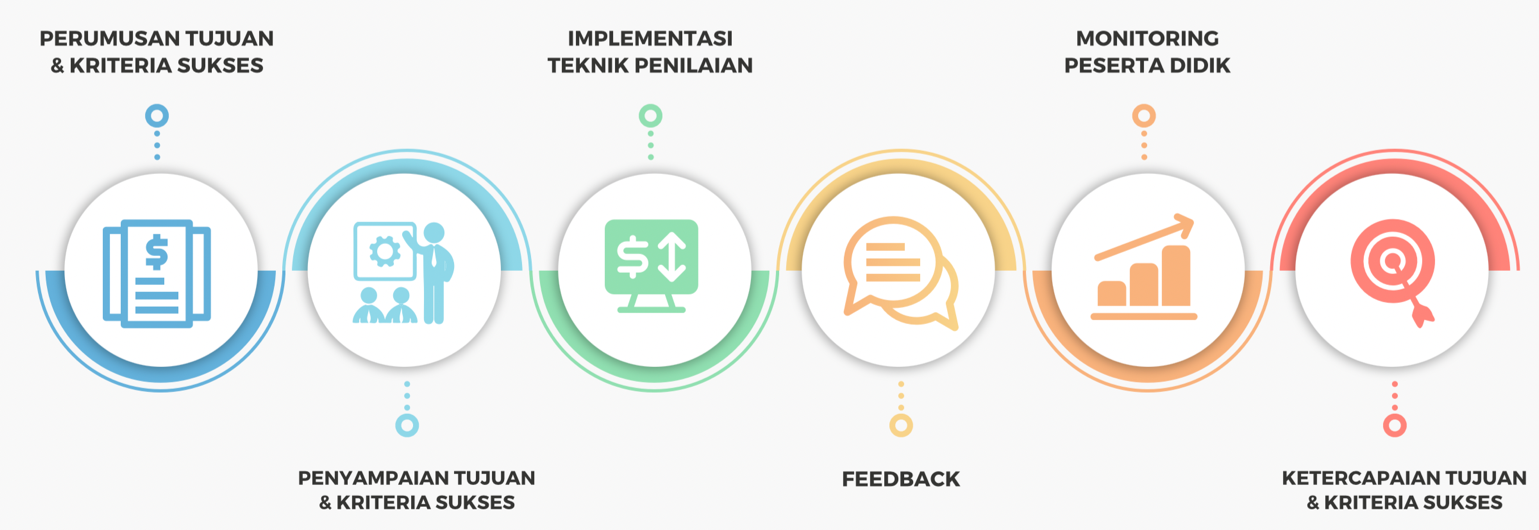 PERUMUSAN TUJUAN
& KRITERIA SUKSES
PENYAMPAIAN TUJUAN
& KRITERIA SUKSES
IMPLEMENTASI
TEKNIK PENILAIAN
FEEDBACK
MONITORING
PESERTA DIDIK
KETERCAPAIAN TUJUAN
& KRITERIA SUKSES